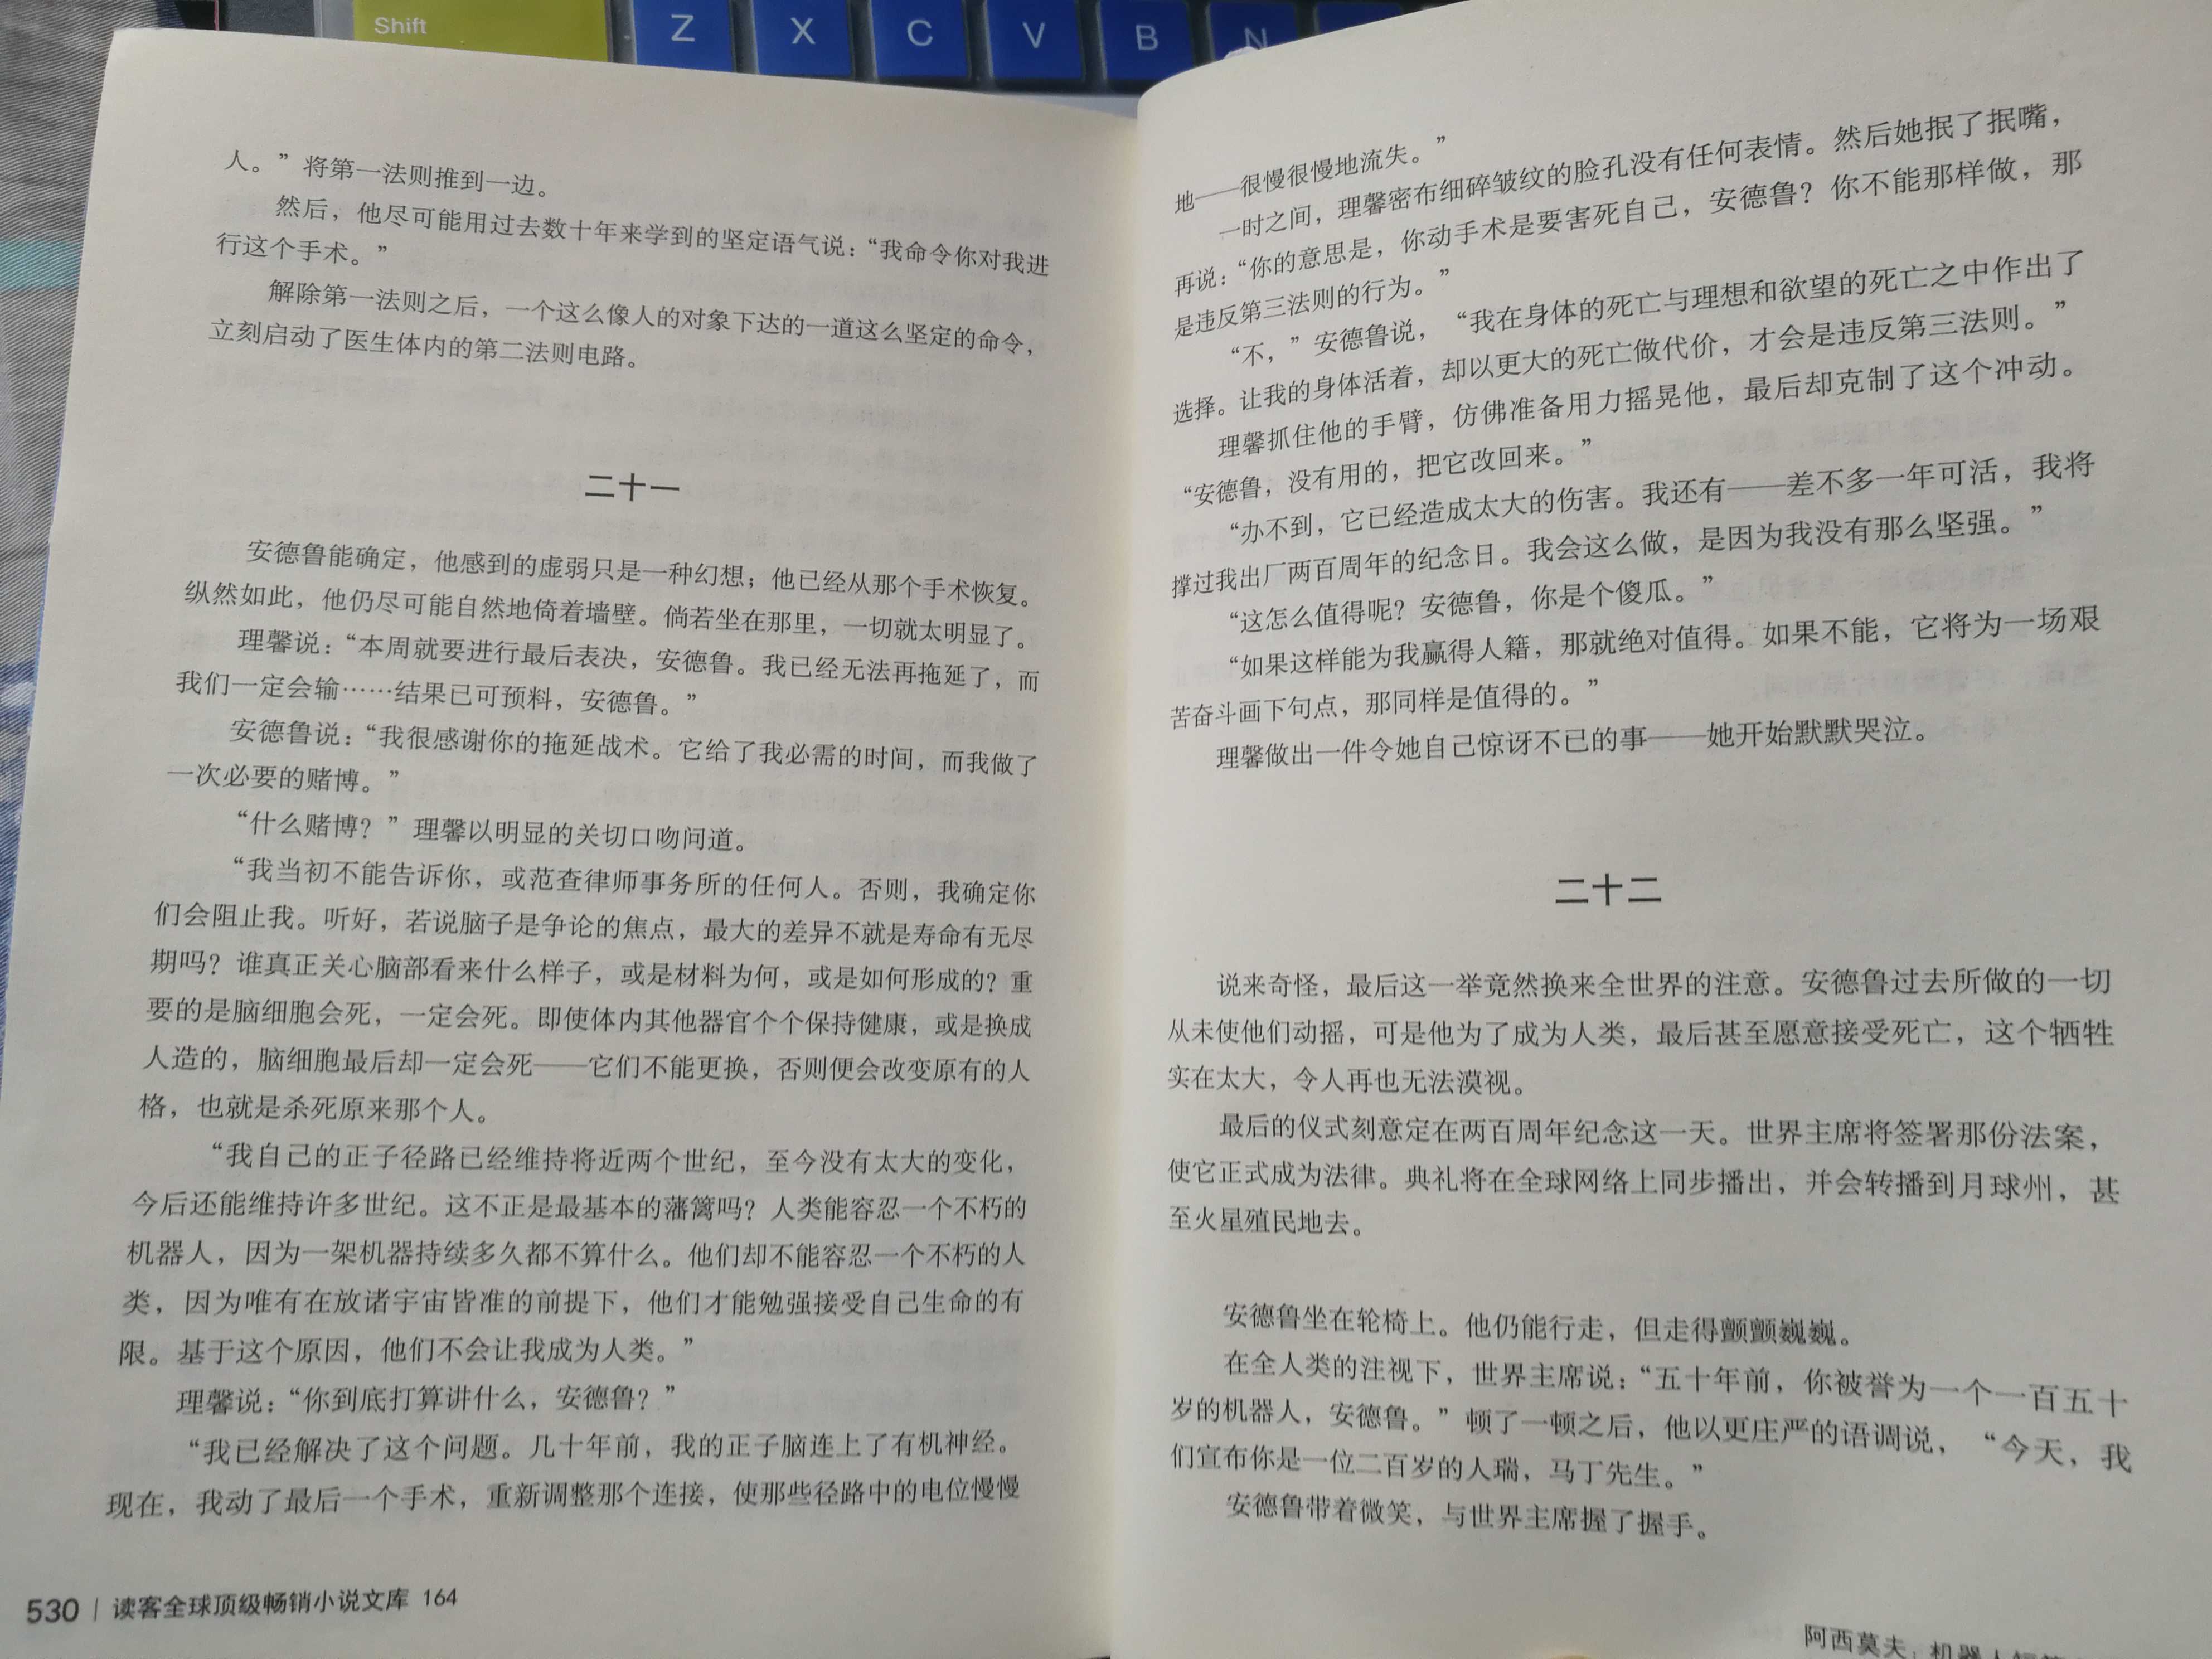 Shift
Z
X
C
V
B
N
人。”将第一法则推到一边。
然后，他尽可能用过去数十年来学到的坚定语气说：“我命令你对我进
行这个手术。”
解除第一法则之后，一个这么像人的对象下达的一道这么坚定的命令，
立刻启动了医生体内的第二法则电路。
二十一
安德鲁能确定，他感到的虚弱只是一种幻想；他已经从那个手术恢复。
纵然如此，他仍尽可能自然地倚着墙壁。倘若坐在那里，一切就太明显了。
理馨说：“本周就要进行最后表决，安德鲁。我已经无法再拖延了，而
我们一定会输……结果已可预料，安德鲁。”
安德鲁说：“我很感谢你的拖延战术。它给了我必需的时间，而我做了
一次必要的赌博。”
“什么赌博？”理馨以明显的关切口吻问道。
“我当初不能告诉你，或范查律师事务所的任何人。否则，我确定你
们会阻止我。听好，若说脑子是争论的焦点，最大的差异不就是寿命有无尽
期吗？谁真正关心脑部看来什么样子，或是材料为何，或是如何形成的？重
要的是脑细胞会死，一定会死。即使体内其他器官个个保持健康，或是换成
人造的，脑细胞最后却一定会死——它们不能更换，否则便会改变原有的人
格，也就是杀死原来那个人。
“我自己的正子径路已经维持将近两个世纪，至今没有太大的变化，
今后还能维持许多世纪。这不正是最基本的藩篱吗？人类能容忍一个不朽的
机器人，因为一架机器持续多久都不算什么。他们却不能容忍一个不朽的人
类，因为唯有在放诸宇宙皆准的前提下，他们才能勉强接受自己生命的有
限。基于这个原因，他们不会让我成为人类。”
理馨说：“你到底打算讲什么，安德鲁？”
“我已经解决了这个问题。几十年前，我的正子脑连上了有机神经。
现在，我动了最后一个手术，重新调整那个连接，使那些径路中的电位慢慢
530 | 读客全球顶级畅销小说文库 164
地——很慢很慢地流失。”
一时之间，理馨密布细碎皱纹的脸孔没有任何表情。然后她抿了抿嘴，
再说：“你的意思是，你动手术是要害死自己，安德鲁？你不能那样做，那
是违反第三法则的行为。”
“不，”安德鲁说，“我在身体的死亡与理想和欲望的死亡之中作出了
选择。让我的身体活着，却以更大的死亡做代价，才会是违反第三法则。”
理馨抓住他的手臂，仿佛准备用力摇晃他，最后却克制了这个冲动。
“安德鲁，没有用的，把它改回来。”
“办不到，它已经造成太大的伤害。我还有——差不多一年可活，我将
撑过我出厂两百周年的纪念日。我会这么做，是因为我没有那么坚强。”
“这怎么值得呢？安德鲁，你是个傻瓜。”
“如果这样能为我赢得人籍，那就绝对值得。如果不能，它将为一场艰
苦奋斗画下句点，那同样是值得的。”
理馨做出一件令她自己惊讶不已的事——她开始默默哭泣。
二十二
说来奇怪，最后这一举竟然换来全世界的注意。安德鲁过去所做的一切
从未使他们动摇，可是他为了成为人类，最后甚至愿意接受死亡，这个牺牲
实在太大，令人再也无法漠视。
最后的仪式刻意定在两百周年纪念这一天。世界主席将签署那份法案，
使它正式成为法律。典礼将在全球网络上同步播出，并会转播到月球州，甚
至火星殖民地去。
安德鲁坐在轮椅上。他仍能行走，但走得颤颤巍巍。
在全人类的注视下，世界主席说：“五十年前，你被誉为一个一百五十
岁的机器人，安德鲁。”顿了一顿之后，他以更庄严的语调说，“今天，我
们宣布你是一位二百岁的人瑞，马丁先生。”
安德鲁带着微笑，与世界主席握了握手。
阿西莫夫：机器人短篇